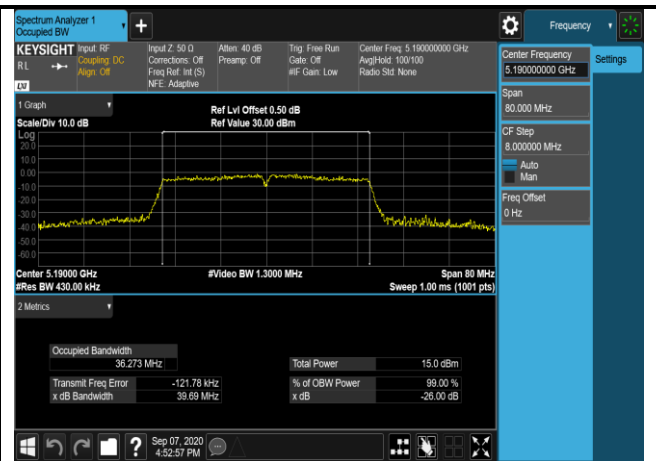 Spectrum Analyzer 1
Occupied BW
Frequency
KEYSIGHT
RL
LXI
Input: RF
Coupling: DC
Align: Off
Input Z: 50 Ω
Corrections: Off
Freq Ref: Int (S)
NFE: Adaptive
Atten: 40 dB
Preamp: Off
Trig: Free Run
Gate: Off
#IF Gain: Low
Center Freq: 5.190000000 GHz
Avg|Hold: 100/100
Radio Std: None
Center Frequency
5.190000000 GHz
Settings
Span
80.000 MHz
CF Step
8.000000 MHz
Auto
Man
Freq Offset
0 Hz
1 Graph
Scale/Div 10.0 dB
Ref Lvl Offset 0.50 dB
Ref Value 30.00 dBm
Log
20.0
10.0
0.00
-10.0
-20.0
-30.0
-40.0
-50.0
-60.0
Center 5.19000 GHz
#Video BW 1.3000 MHz
Span 80 MHz
#Res BW 430.00 kHz
Sweep 1.00 ms (1001 pts)
2 Metrics
Occupied Bandwidth
36.273 MHz
Total Power 15.0 dBm
Transmit Freq Error -121.78 kHz
% of OBW Power 99.00 %
x dB Bandwidth 39.69 MHz
x dB -26.00 dB
?
Sep 07, 2020
4:52:57 PM